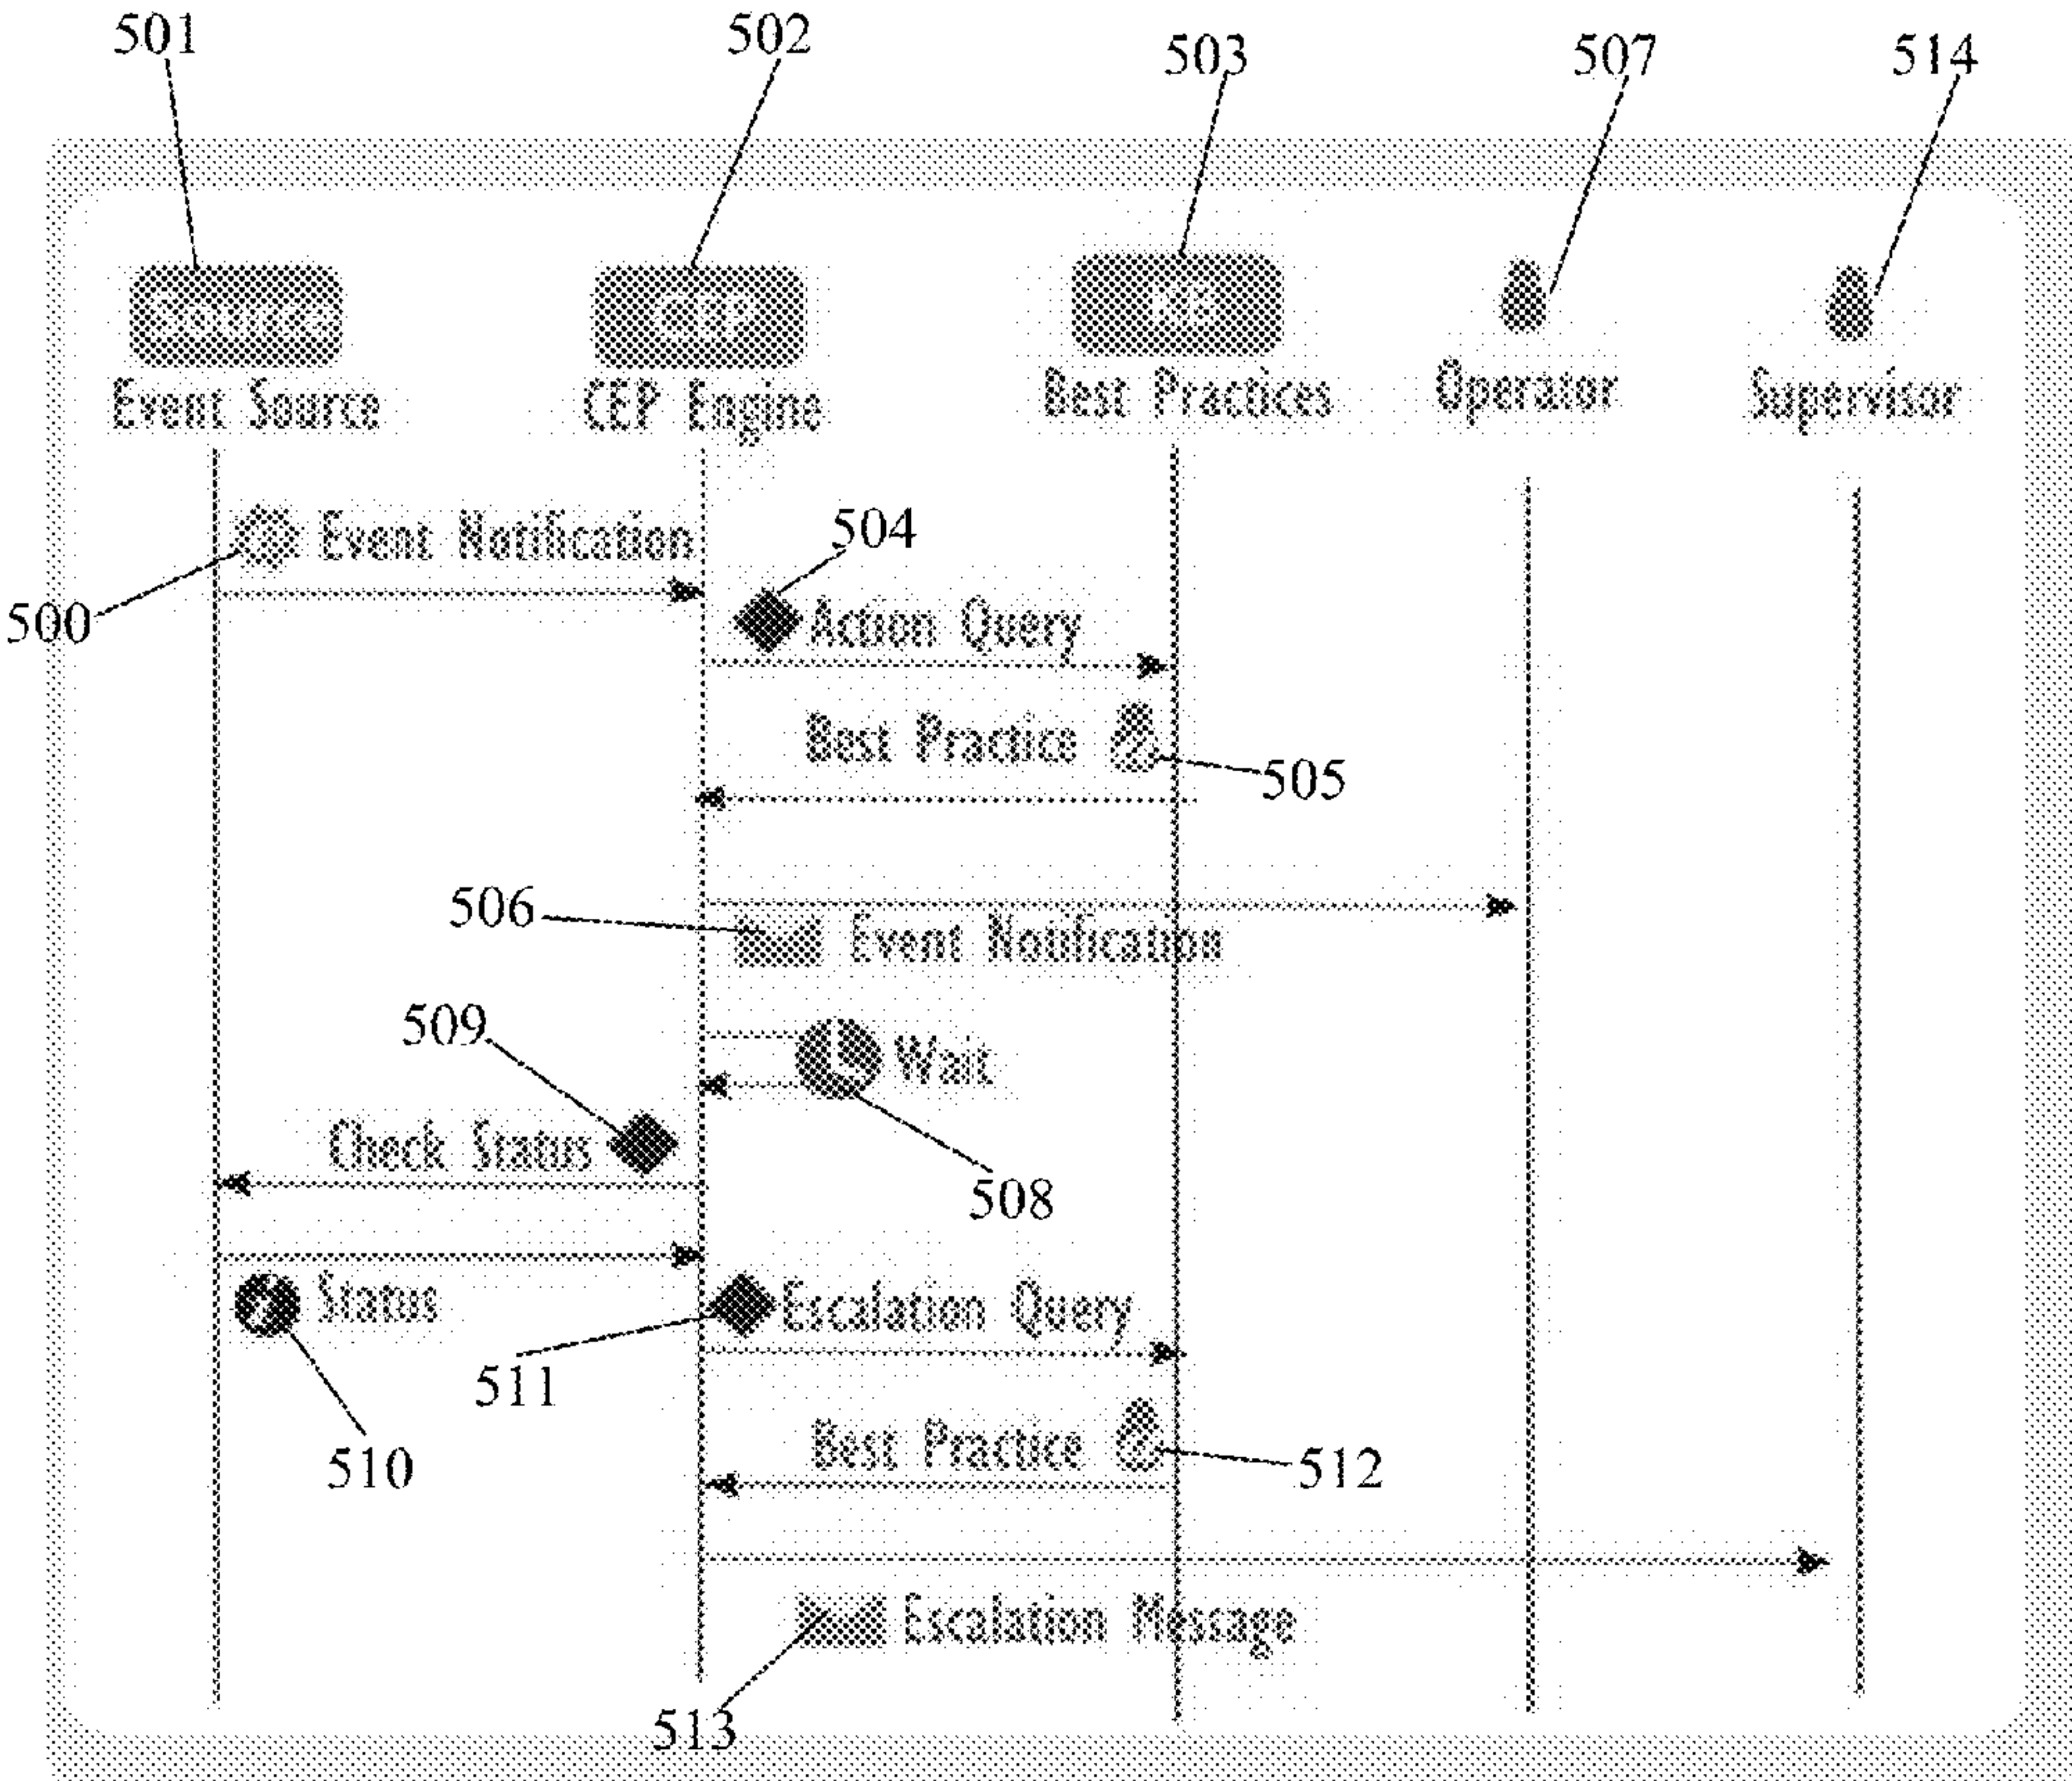 501 502 503 507 514
Source CEP
Event Source CEP Engine Best Practices Operator Supervisor
Event Notification
500
504
Action Query
Best Practice
505
506
Event Notification
509
Wait
Check Status
508
Status
Escalation Query
511
510
Best Practice
512
Escalation Message
513